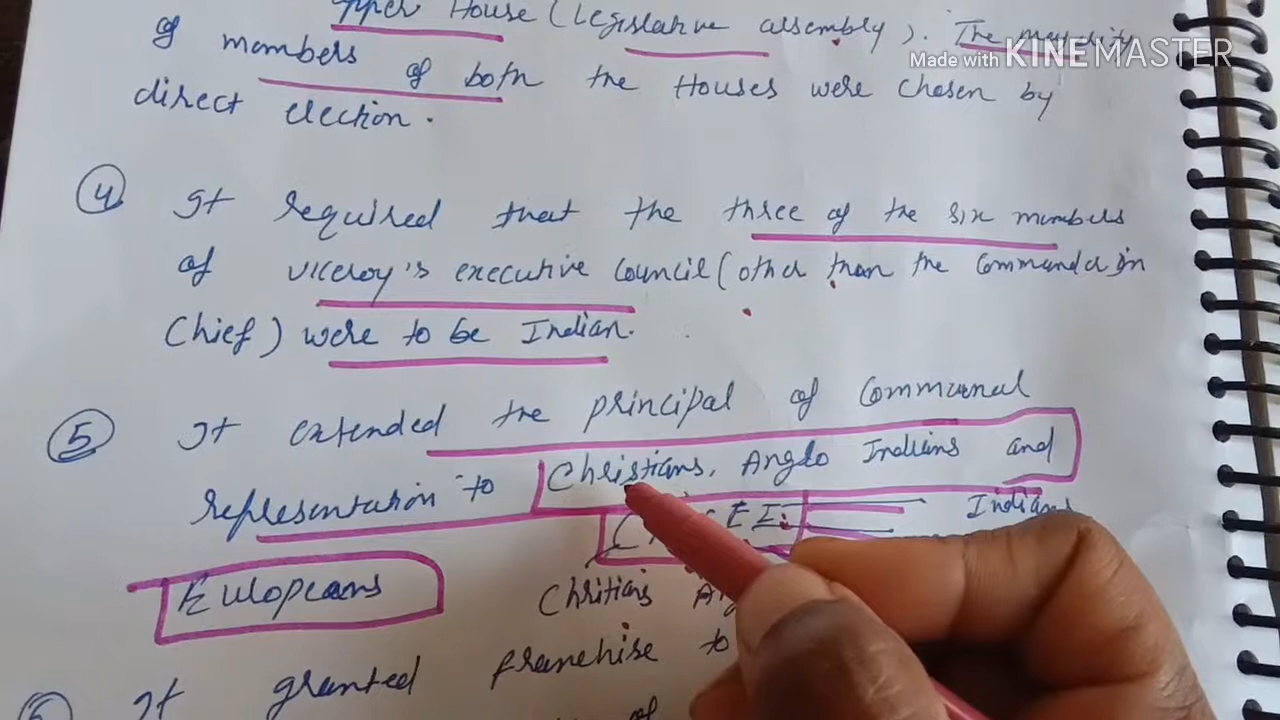 Upper House (Legislative assembly). The majority
Made with KINEMASTER
of members of both the Houses were chosen by
direct election.
4 It required that the three of the six members
of viceroy's executive council (other than the Commander in
Chief) were to be Indian.
5 It extended the principal of Communal
representation to Christians, Anglo Indians and
E I Indians
Europeans
Chritians
franchise to
6 It granted
of